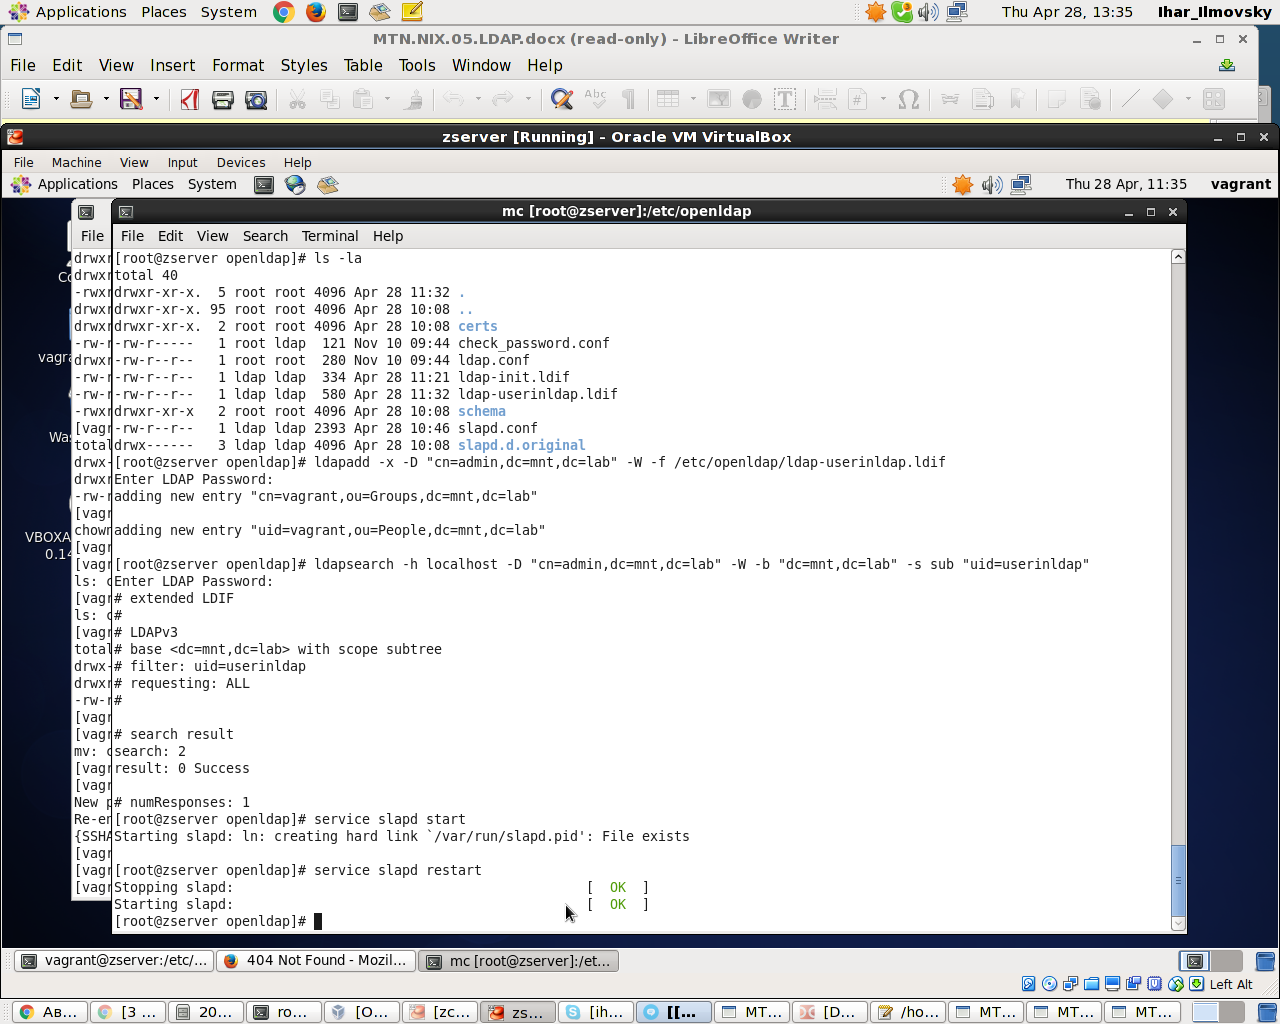 Applications Places System
Thu Apr 28, 13:35 Ihar_Ilmovsky
MTN.NIX.05.LDAP.docx (read-only) - LibreOffice Writer
File Edit View Insert Format Styles Table Tools Window Help
zserver [Running] - Oracle VM VirtualBox
File Machine View Input Devices Help
Applications Places System
Thu 28 Apr, 11:35 vagrant
mc [root@zserver]:/etc/openldap
File
File Edit View Search Terminal Help
[root@zserver openldap]# ls -la
total 40
drwxr-xr-x.  5 root root 4096 Apr 28 11:32 .
drwxr-xr-x. 95 root root 4096 Apr 28 10:08 ..
drwxr-xr-x.  2 root root 4096 Apr 28 10:08 certs
-rw-r-----   1 root ldap  121 Nov 10 09:44 check_password.conf
-rw-r--r--   1 root root  280 Nov 10 09:44 ldap.conf
-rw-r--r--   1 ldap ldap  334 Apr 28 11:21 ldap-init.ldif
-rw-r--r--   1 ldap ldap  580 Apr 28 11:32 ldap-userinldap.ldif
drwxr-xr-x   2 root root 4096 Apr 28 10:08 schema
-rw-r--r--   1 ldap ldap 2393 Apr 28 10:46 slapd.conf
drwx------   3 ldap ldap 4096 Apr 28 10:08 slapd.d.original
[root@zserver openldap]# ldapadd -x -D "cn=admin,dc=mnt,dc=lab" -W -f /etc/openldap/ldap-userinldap.ldif
Enter LDAP Password:
adding new entry "cn=vagrant,ou=Groups,dc=mnt,dc=lab"
adding new entry "uid=vagrant,ou=People,dc=mnt,dc=lab"
[root@zserver openldap]# ldapsearch -h localhost -D "cn=admin,dc=mnt,dc=lab" -W -b "dc=mnt,dc=lab" -s sub "uid=userinldap"
Enter LDAP Password:
# extended LDIF
#
# LDAPv3
# base <dc=mnt,dc=lab> with scope subtree
# filter: uid=userinldap
# requesting: ALL
#
# search result
search: 2
result: 0 Success
# numResponses: 1
[root@zserver openldap]# service slapd start
Starting slapd: ln: creating hard link `/var/run/slapd.pid': File exists
[root@zserver openldap]# service slapd restart
Stopping slapd: [ OK ]
Starting slapd: [ OK ]
[root@zserver openldap]#
vagrant@zserver:/etc/...
404 Not Found - Mozil...
mc [root@zserver]:/et...
Left Alt
Ав... [3 ... 20... ro... [O... [zc... zs... [ih... [[... MT... [D... /ho... MT... MT... MT...